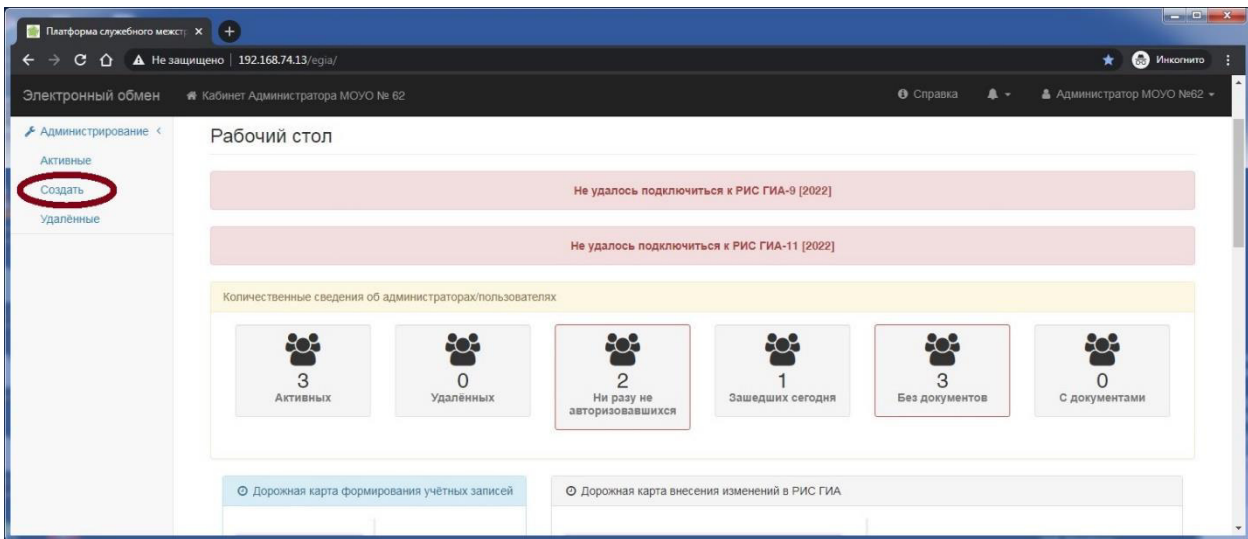 Платформа служебного межст
Не защищено | 192.168.74.13/egia/
Инкогнито
Электронный обмен
Кабинет Администратора МОУО № 62
Справка
Администратор МОУО №62
Администрирование
Активные
Создать
Удалённые
Рабочий стол
Не удалось подключиться к РИС ГИА-9 [2022]
Не удалось подключиться к РИС ГИА-11 [2022]
Количественные сведения об администраторах/пользователях
3
Активных
0
Удалённых
2
Ни разу не
авторизовавшихся
1
Зашедших сегодня
3
Без документов
0
С документами
Дорожная карта формирования учётных записей
Дорожная карта внесения изменений в РИС ГИА